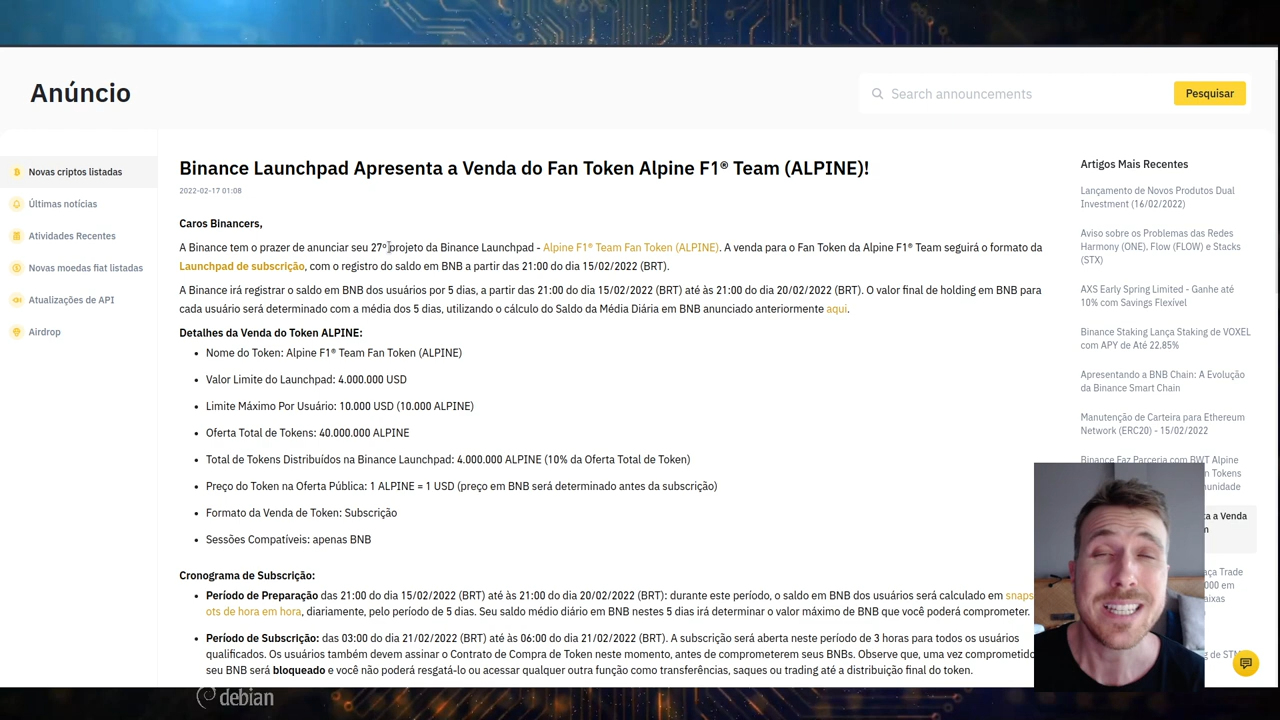 Anúncio
Search announcements
Pesquisar
Novas criptos listadas
Últimas notícias
Atividades Recentes
Novas moedas fiat listadas
Atualizações de API
Airdrop
Binance Launchpad Apresenta a Venda do Fan Token Alpine F1® Team (ALPINE)!
2022-02-17 01:08
Caros Binancers,
A Binance tem o prazer de anunciar seu 27º projeto da Binance Launchpad - Alpine F1® Team Fan Token (ALPINE). A venda para o Fan Token da Alpine F1® Team seguirá o formato da
Launchpad de subscrição, com o registro do saldo em BNB a partir das 21:00 do dia 15/02/2022 (BRT).
A Binance irá registrar o saldo em BNB dos usuários por 5 dias, a partir das 21:00 do dia 15/02/2022 (BRT) até às 21:00 do dia 20/02/2022 (BRT). O valor final de holding em BNB para
cada usuário será determinado com a média dos 5 dias, utilizando o cálculo do Saldo da Média Diária em BNB anunciado anteriormente aqui.
Detalhes da Venda do Token ALPINE:
• Nome do Token: Alpine F1® Team Fan Token (ALPINE)
• Valor Limite do Launchpad: 4.000.000 USD
• Limite Máximo Por Usuário: 10.000 USD (10.000 ALPINE)
• Oferta Total de Tokens: 40.000.000 ALPINE
• Total de Tokens Distribuídos na Binance Launchpad: 4.000.000 ALPINE (10% da Oferta Total de Token)
• Preço do Token na Oferta Pública: 1 ALPINE = 1 USD (preço em BNB será determinado antes da subscrição)
• Formato da Venda de Token: Subscrição
• Sessões Compatíveis: apenas BNB
Cronograma de Subscrição:
• Período de Preparação das 21:00 do dia 15/02/2022 (BRT) até às 21:00 do dia 20/02/2022 (BRT): durante este período, o saldo em BNB dos usuários será calculado em snaps
ots de hora em hora, diariamente, pelo período de 5 dias. Seu saldo médio diário em BNB nestes 5 dias irá determinar o valor máximo de BNB que você poderá comprometer.
• Período de Subscrição: das 03:00 do dia 21/02/2022 (BRT) até às 06:00 do dia 21/02/2022 (BRT). A subscrição será aberta neste período de 3 horas para todos os usuários
qualificados. Os usuários também devem assinar o Contrato de Compra de Token neste momento, antes de comprometerem seus BNBs. Observe que, uma vez comprometido
seu BNB será bloqueado e você não poderá resgatá-lo ou acessar qualquer outra função como transferências, saques ou trading até a distribuição final do token.
Artigos Mais Recentes
Lançamento de Novos Produtos Dual
Investment (16/02/2022)
Aviso sobre os Problemas das Redes
Harmony (ONE). Flow (FLOW) e Stacks
(STX)
AXS Early Spring Limited - Ganhe até
10% com Savings Flexível
Binance Staking Lança Staking de VOXEL
com APY de Até 22.85%
Apresentando a BNB Chain: A Evolução
da Binance Smart Chain
Manutenção de Carteira para Ethereum
Network (ERC20) - 15/02/2022
Binance Faz Parceria com BWT Alpine
n Tokens
unidade
ta a Venda
m
aça Trade
000 em
aixas
g de STM
debian